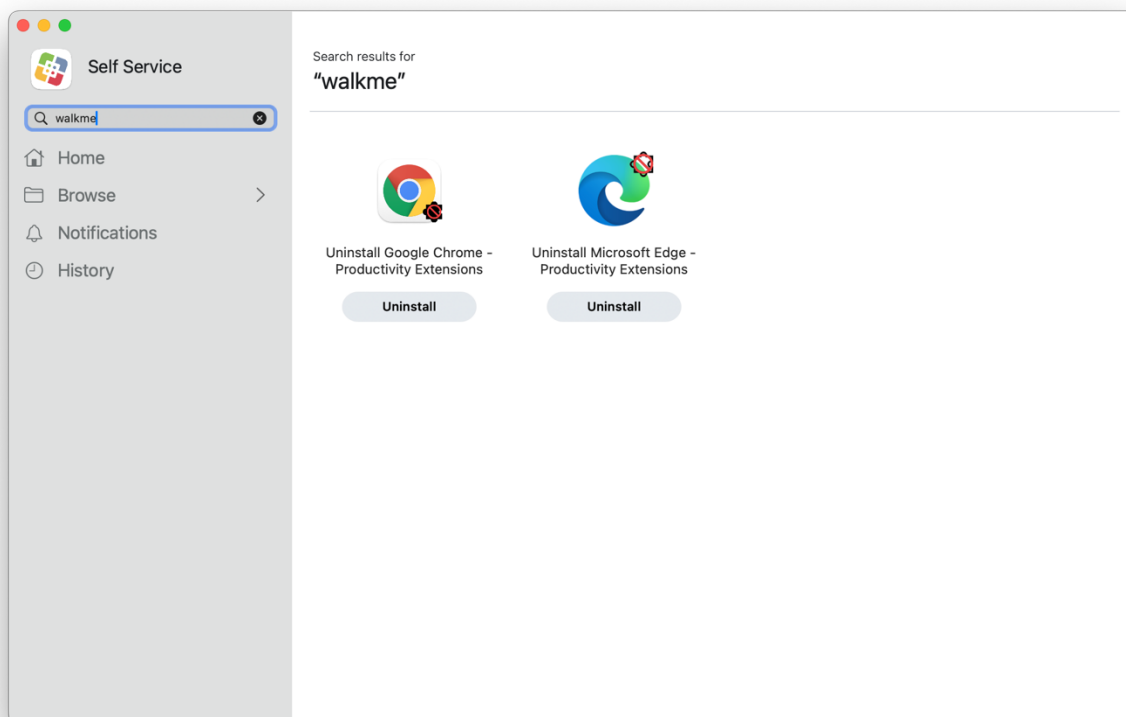 Self Service
walkme
Home
Browse
Notifications
History
Search results for
“walkme”
Uninstall Google Chrome -
Productivity Extensions
Uninstall
Uninstall Microsoft Edge -
Productivity Extensions
Uninstall